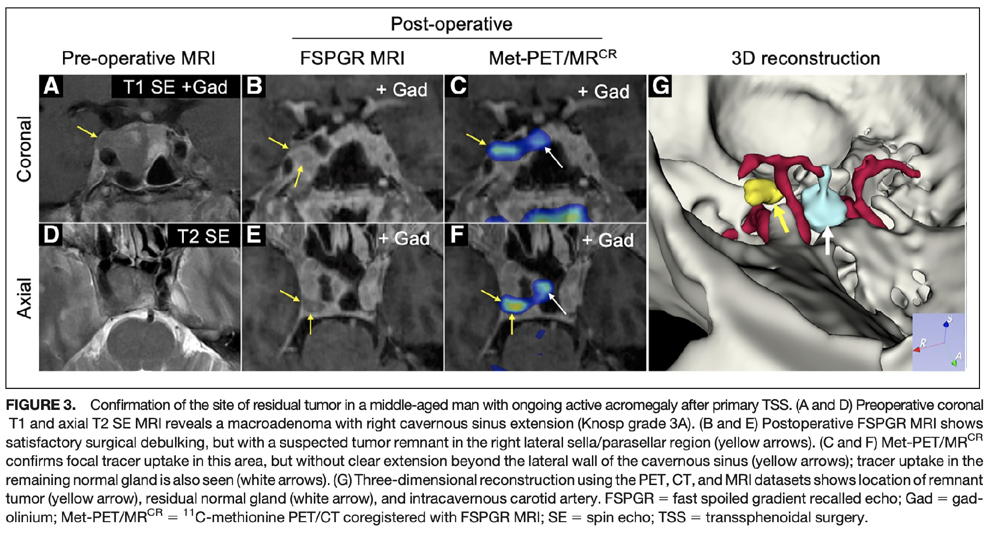 Post-operative
Pre-operative MRI
FSPGR MRI
Met-PET/MRCR
3D reconstruction
Coronal
A
T1 SE +Gad
B
+ Gad
C
+ Gad
G
Axial
D
T2 SE
E
+ Gad
F
+ Gad
S
R
A
FIGURE 3. Confirmation of the site of residual tumor in a middle-aged man with ongoing active acromegaly after primary TSS. (A and D) Preoperative coronal
T1 and axial T2 SE MRI reveals a macroadenoma with right cavernous sinus extension (Knosp grade 3A). (B and E) Postoperative FSPGR MRI shows
satisfactory surgical debulking, but with a suspected tumor remnant in the right lateral sella/parasellar region (yellow arrows). (C and F) Met-PET/MRCR
confirms focal tracer uptake in this area, but without clear extension beyond the lateral wall of the cavernous sinus (yellow arrows); tracer uptake in the
remaining normal gland is also seen (white arrows). (G) Three-dimensional reconstruction using the PET, CT, and MRI datasets shows location of remnant
tumor (yellow arrow), residual normal gland (white arrow), and intracavernous carotid artery. FSPGR = fast spoiled gradient recalled echo; Gad = gad-
olinium; Met-PET/MRCR = 11C-methionine PET/CT coregistered with FSPGR MRI; SE = spin echo; TSS = transsphenoidal surgery.